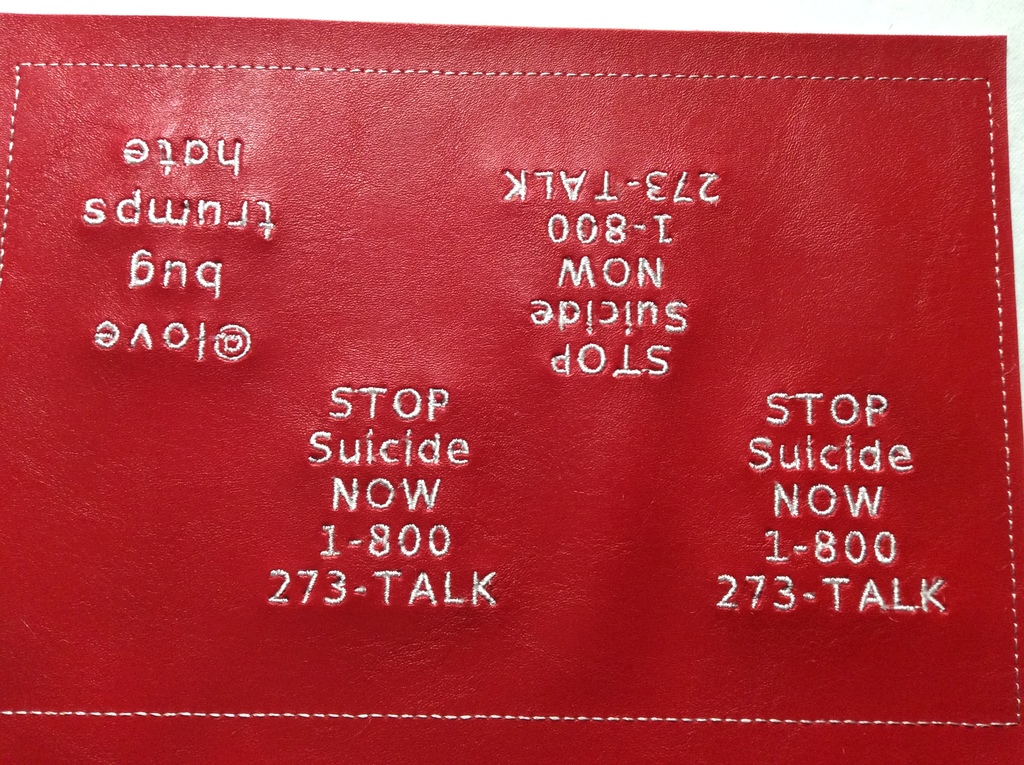 @love
bug
trumps
hate
STOP
Suicide
NOW
1-800
273-TALK
STOP
Suicide
NOW
1-800
273-TALK
STOP
Suicide
NOW
1-800
273-TALK